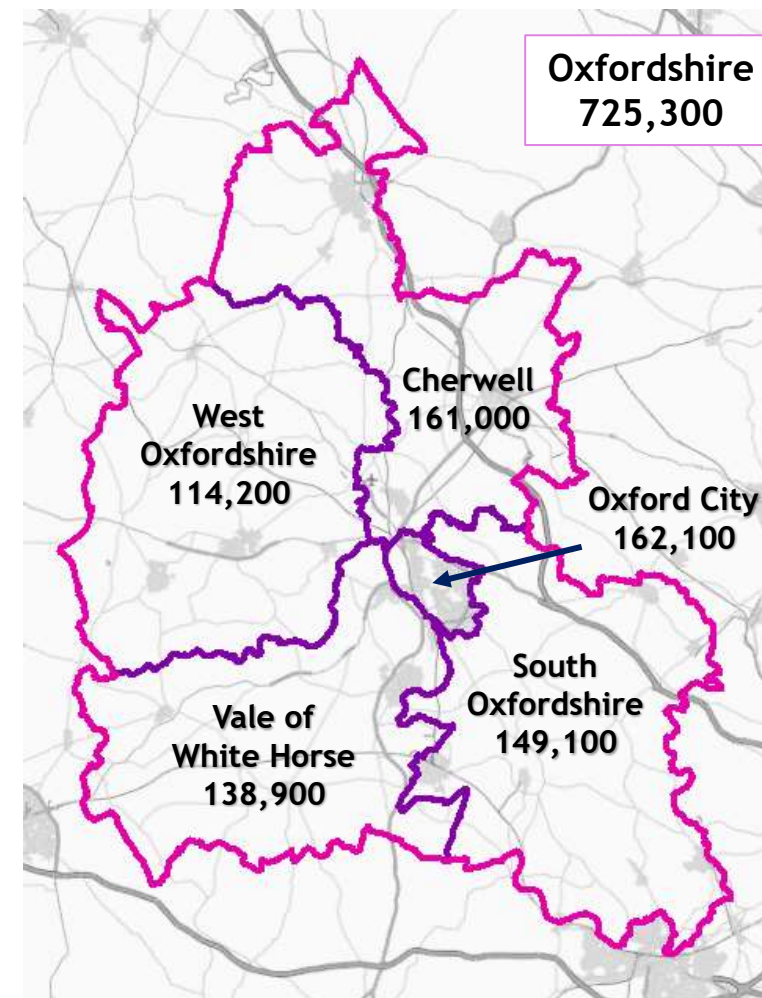 Oxfordshire
725,300
Cherwell
161,000
West
Oxfordshire
114,200
Oxford City
162,100
South
Oxfordshire
149,100
Vale of
White Horse
138,900